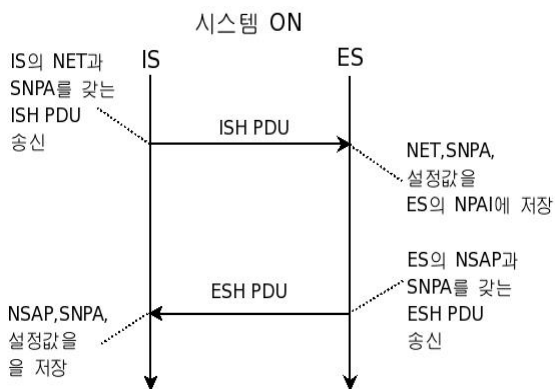 시스템 ON
IS
ES
IS의 NET과
SNPA를 갖는
ISH PDU
송신
ISH PDU
NET,SNPA,
설정값을
ES의 NPAI에 저장
ES의 NSAP과
SNPA를 갖는
ESH PDU
송신
ESH PDU
NSAP,SNPA,
설정값을
을 저장